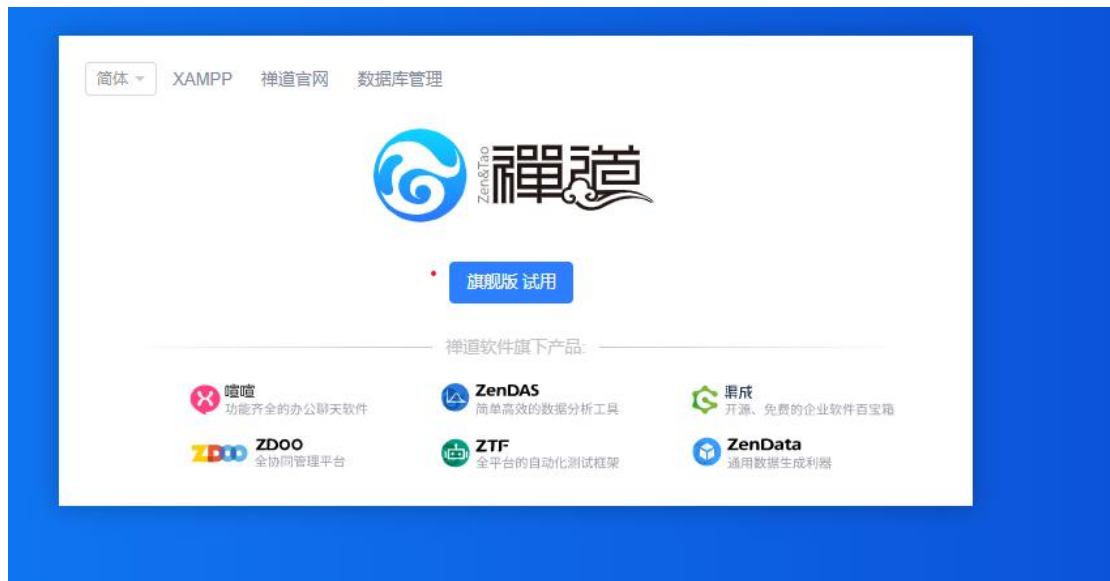 简体 XAMPP 禅道官网 数据库管理
Zen&Tao 禪道
旗舰版 试用
禅道软件旗下产品:
喧喧
功能齐全的办公聊天软件
ZenDAS
简单高效的数据分析工具
渠成
开源、免费的企业软件百宝箱
ZDOO ZDOO
全协同管理平台
ZTF
全平台的自动化测试框架
ZenData
通用数据生成利器